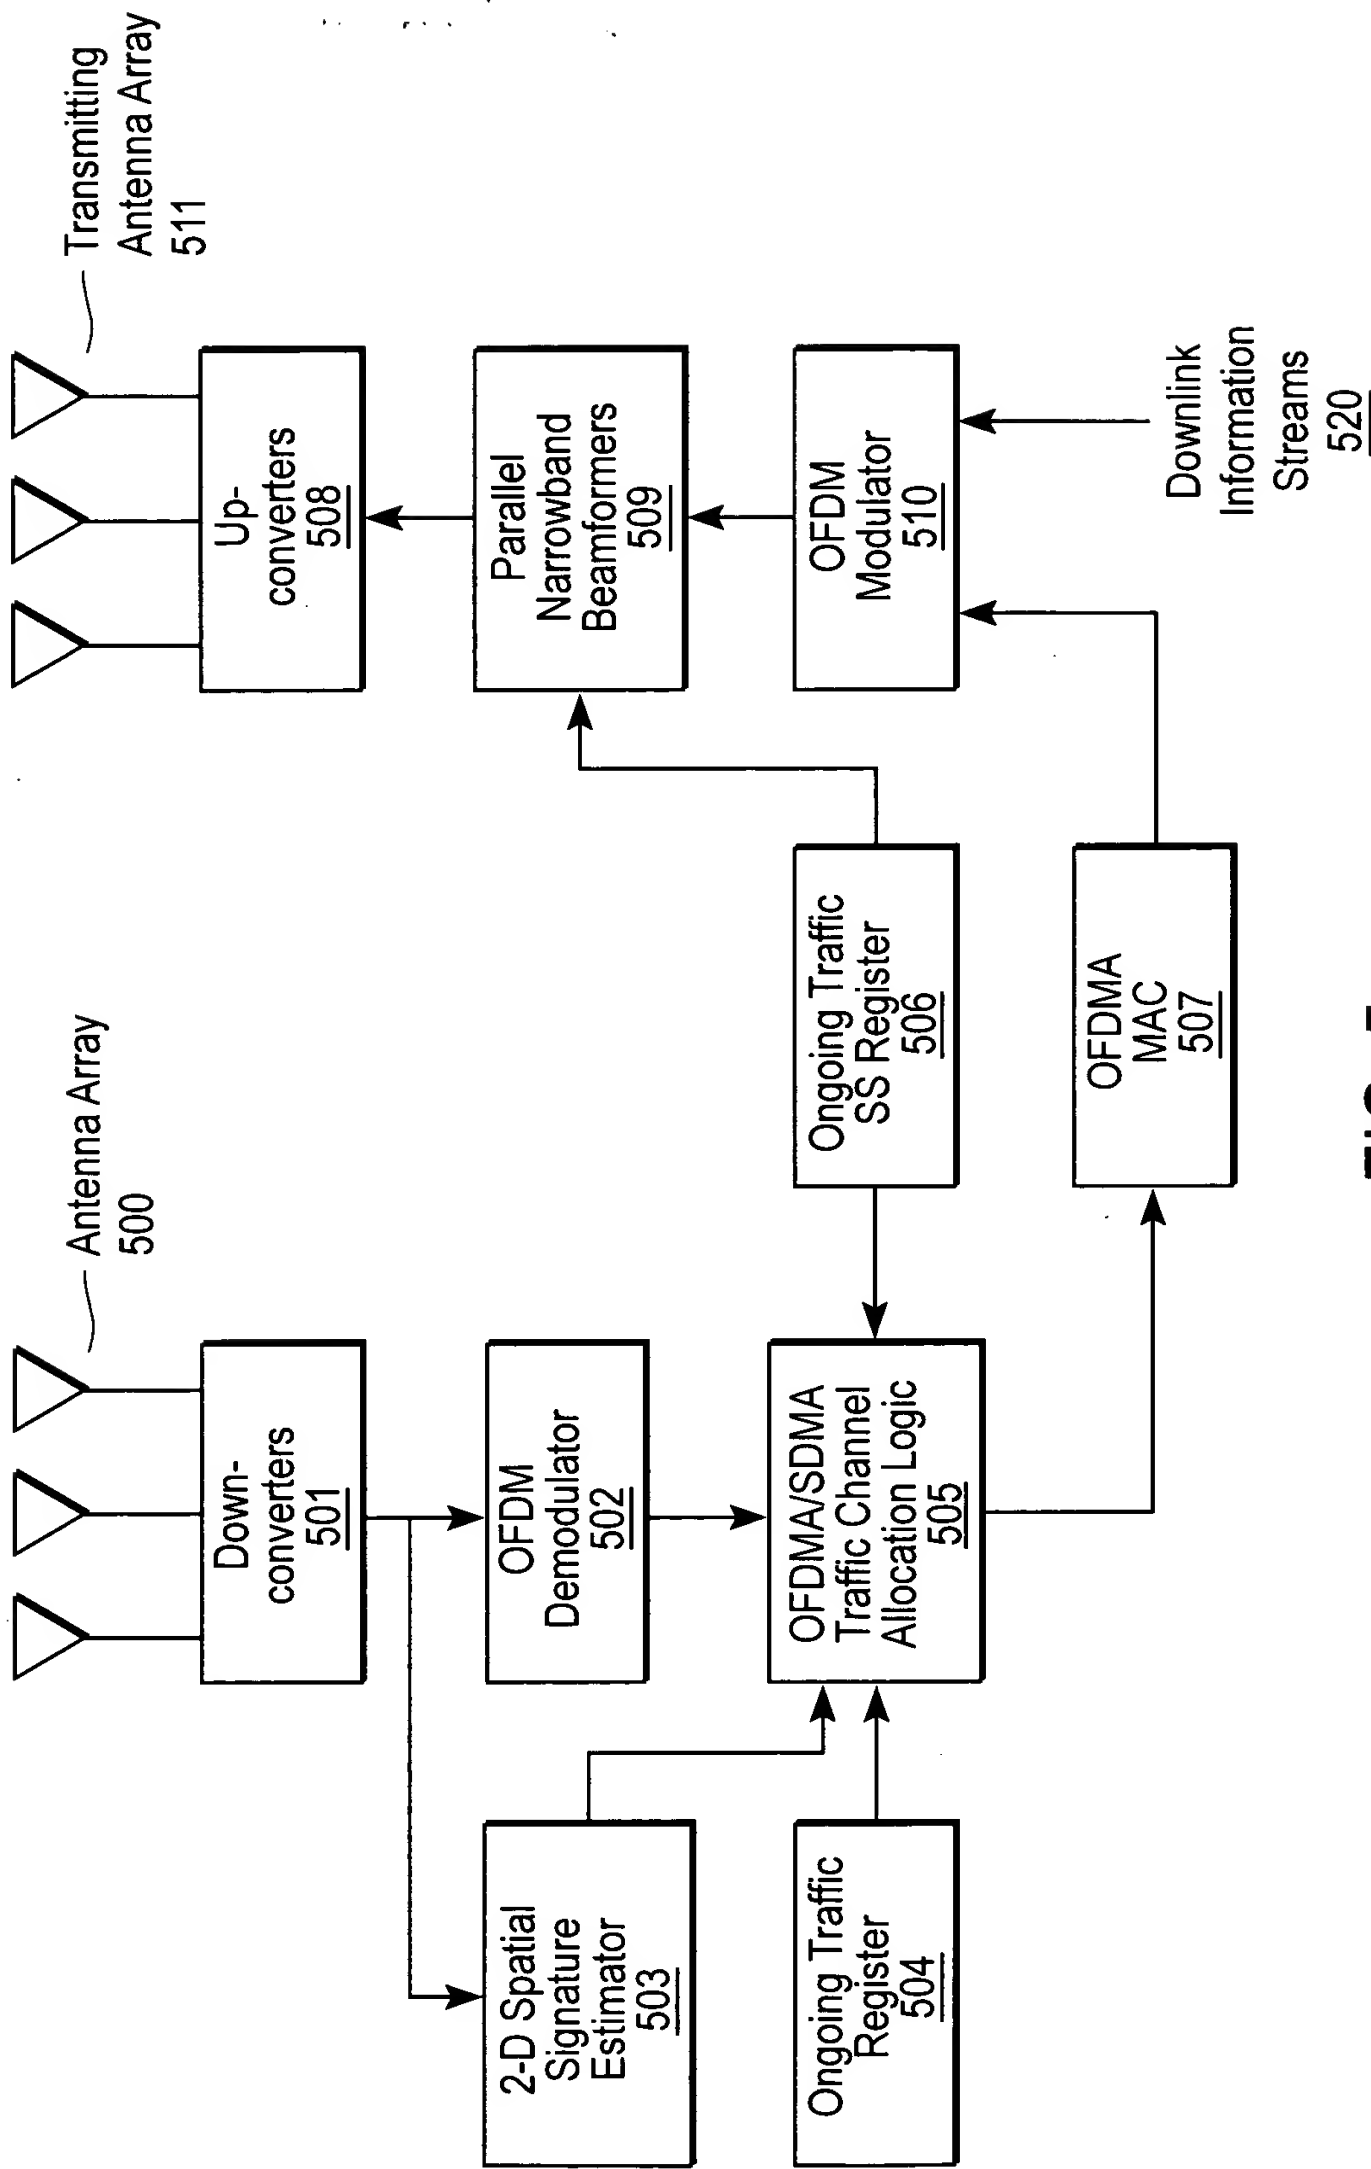 Antenna Array
500
Transmitting
Antenna Array
511
Down-
converters
501
Up-
converters
508
2-D Spatial
Signature
Estimator
503
OFDM
Demodulator
502
Parallel
Narrowband
Beamformers
509
Ongoing Traffic
Register
504
OFDMA/SDMA
Traffic Channel
Allocation Logic
505
Ongoing Traffic
SS Register
506
OFDM
Modulator
510
OFDMA
MAC
507
Downlink
Information
Streams
520